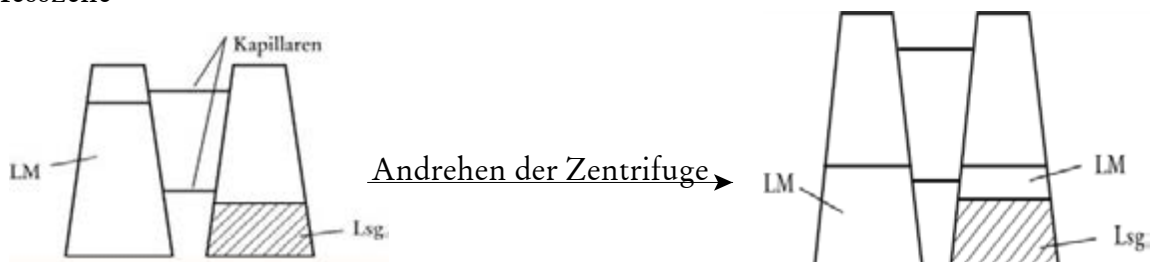 Kapillaren
LM
Lsg.
Andrehen der Zentrifuge
LM
LM
Lsg.